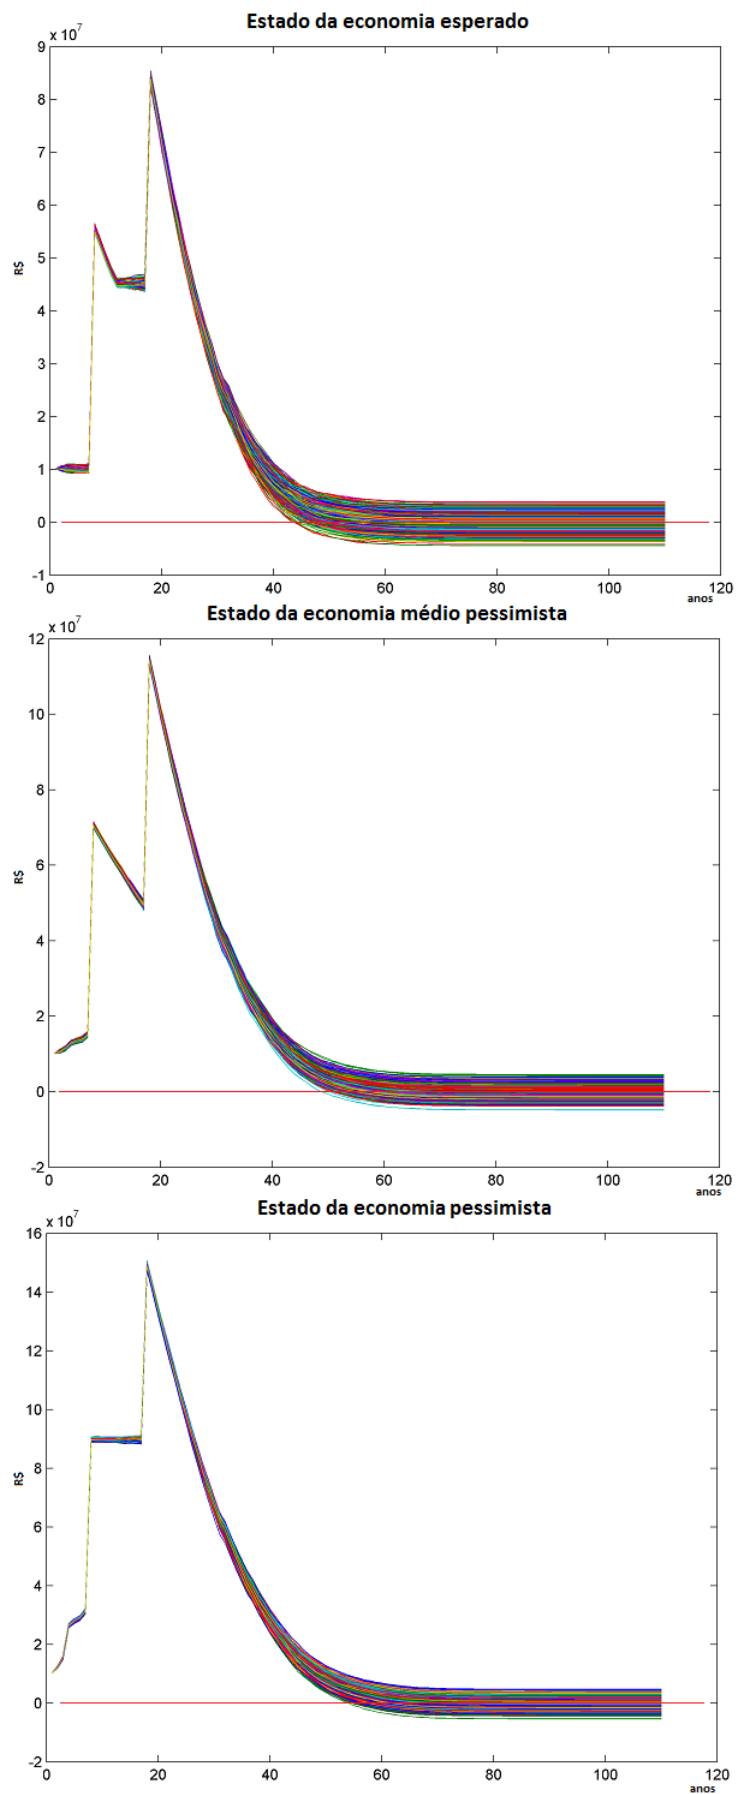 Estado da economia esperado
x 10^7
9
8
7
6
5
4
3
2
1
0
-1
R$
0 20 40 60 80 100 120
anos
Estado da economia médio pessimista
x 10^7
12
10
8
6
4
2
0
-2
R$
0 20 40 60 80 100 120
anos
Estado da economia pessimista
x 10^7
16
14
12
10
8
6
4
2
0
-2
R$
0 20 40 60 80 100 120
anos